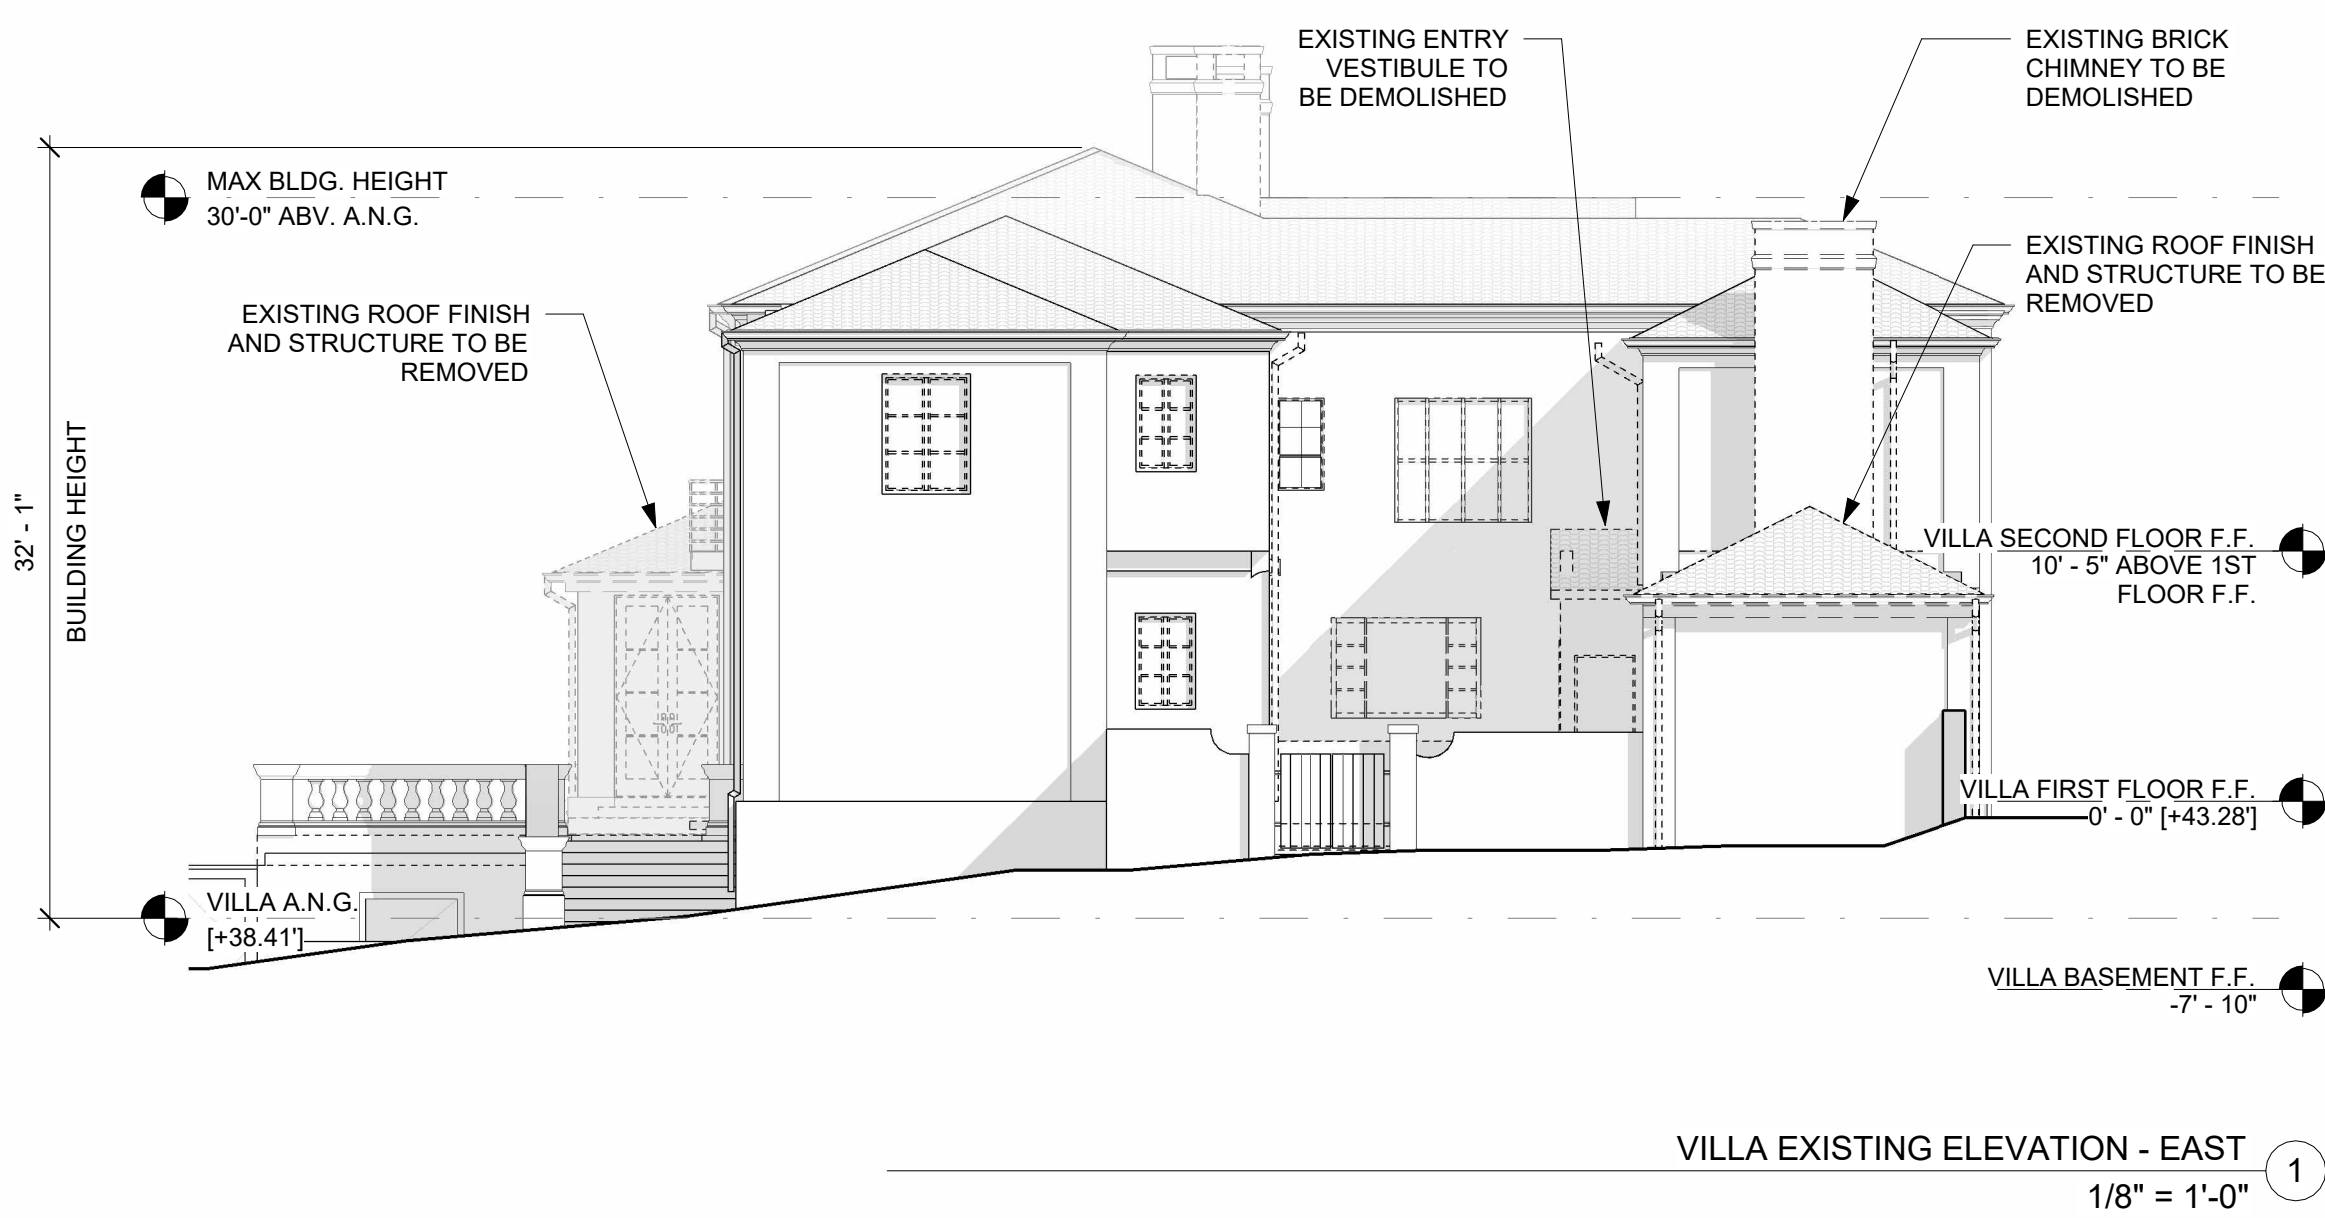 EXISTING ENTRY
VESTIBULE TO
BE DEMOLISHED
EXISTING BRICK
CHIMNEY TO BE
DEMOLISHED
MAX BLDG. HEIGHT
30'-0" ABV. A.N.G.
EXISTING ROOF FINISH
AND STRUCTURE TO BE
REMOVED
EXISTING ROOF FINISH
AND STRUCTURE TO BE
REMOVED
32' - 1"
BUILDING HEIGHT
VILLA SECOND FLOOR F.F.
10' - 5" ABOVE 1ST
FLOOR F.F.
VILLA FIRST FLOOR F.F.
0' - 0" [+43.28']
VILLA A.N.G.
[+38.41']
VILLA BASEMENT F.F.
-7' - 10"
VILLA EXISTING ELEVATION - EAST
1
1/8" = 1'-0"